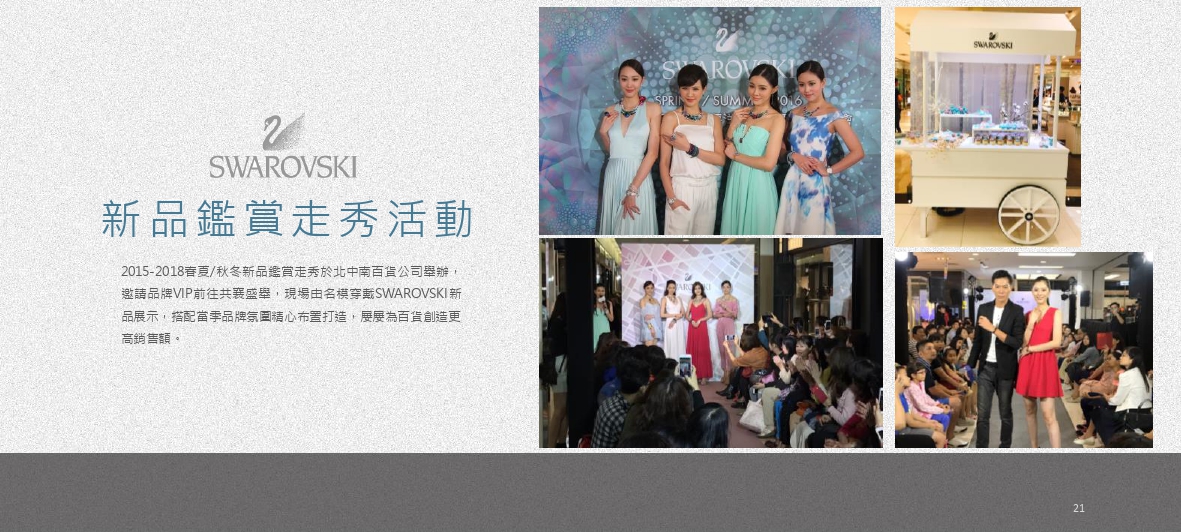 SWAROVSKI
新品鑑賞走秀活動
2015-2018春夏/秋冬新品鑑賞走秀於北中南百貨公司舉辦，
邀請品牌VIP前往共襄盛舉，現場由名模穿戴SWAROVSKI新
品展示，搭配當季品牌氛圍精心布置打造，屢屢為百貨創造更
高銷售額。
SWAROVSKI
SPRING / SUMMER 2016
SWAROVSKI
21